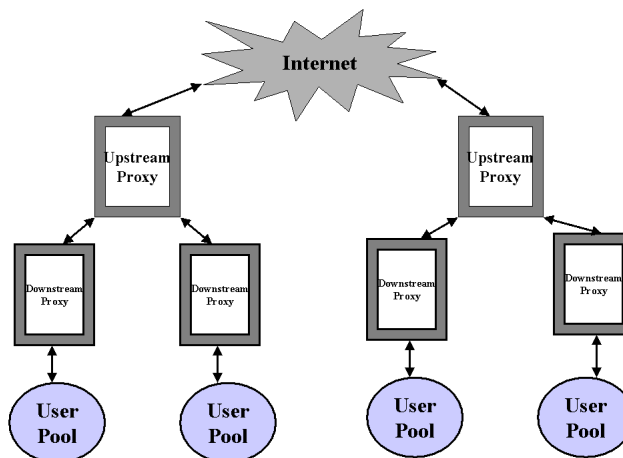 Internet
Upstream
Proxy
Upstream
Proxy
Downstream
Proxy
Downstream
Proxy
Downstream
Proxy
Downstream
Proxy
User
Pool
User
Pool
User
Pool
User
Pool